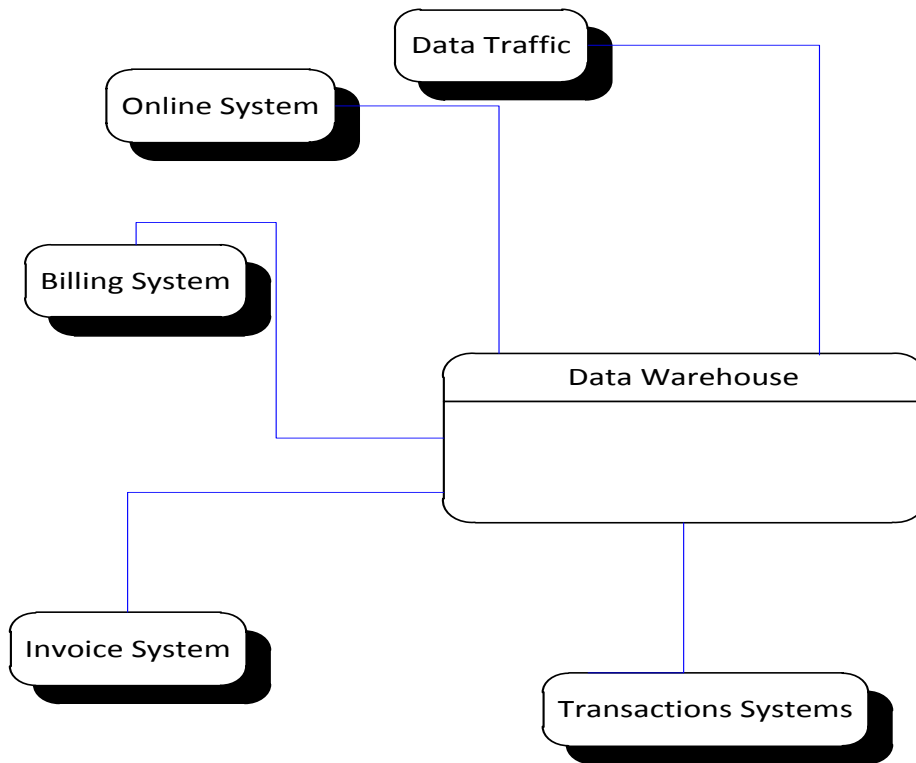 Data Traffic
Online System
Billing System
Data Warehouse
Invoice System
Transactions Systems